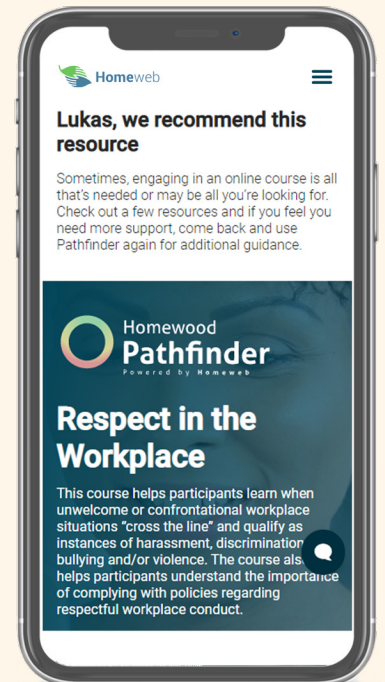 Homeweb
Lukas, we recommend this
resource
Sometimes, engaging in an online course is all
that's needed or may be all you're looking for.
Check out a few resources and if you feel you
need more support, come back and use
Pathfinder again for additional guidance.
Homewood
Pathfinder
Powered by Homeweb
Respect in the
Workplace
This course helps participants learn when
unwelcome or confrontational workplace
situations “cross the line” and qualify as
instances of harassment, discrimination
bullying and/or violence. The course als
helps participants understand the importance
of complying with policies regarding
respectful workplace conduct.